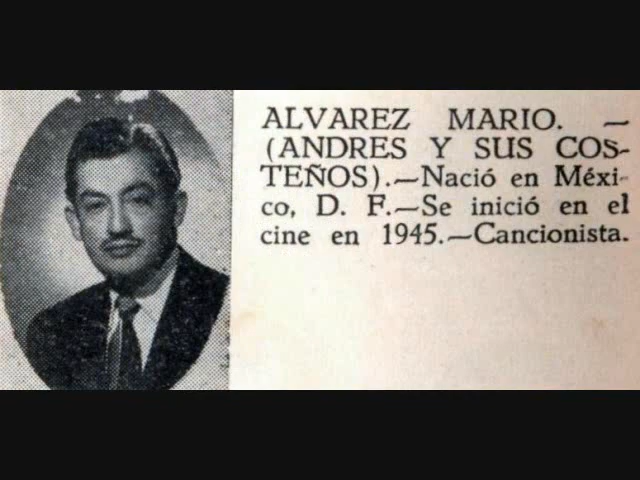 ALVAREZ MARIO. —
(ANDRES Y SUS COS-
TEÑOS).—Nació en Méxi-
co, D. F.—Se inició en el
cine en 1945.—Cancionista.